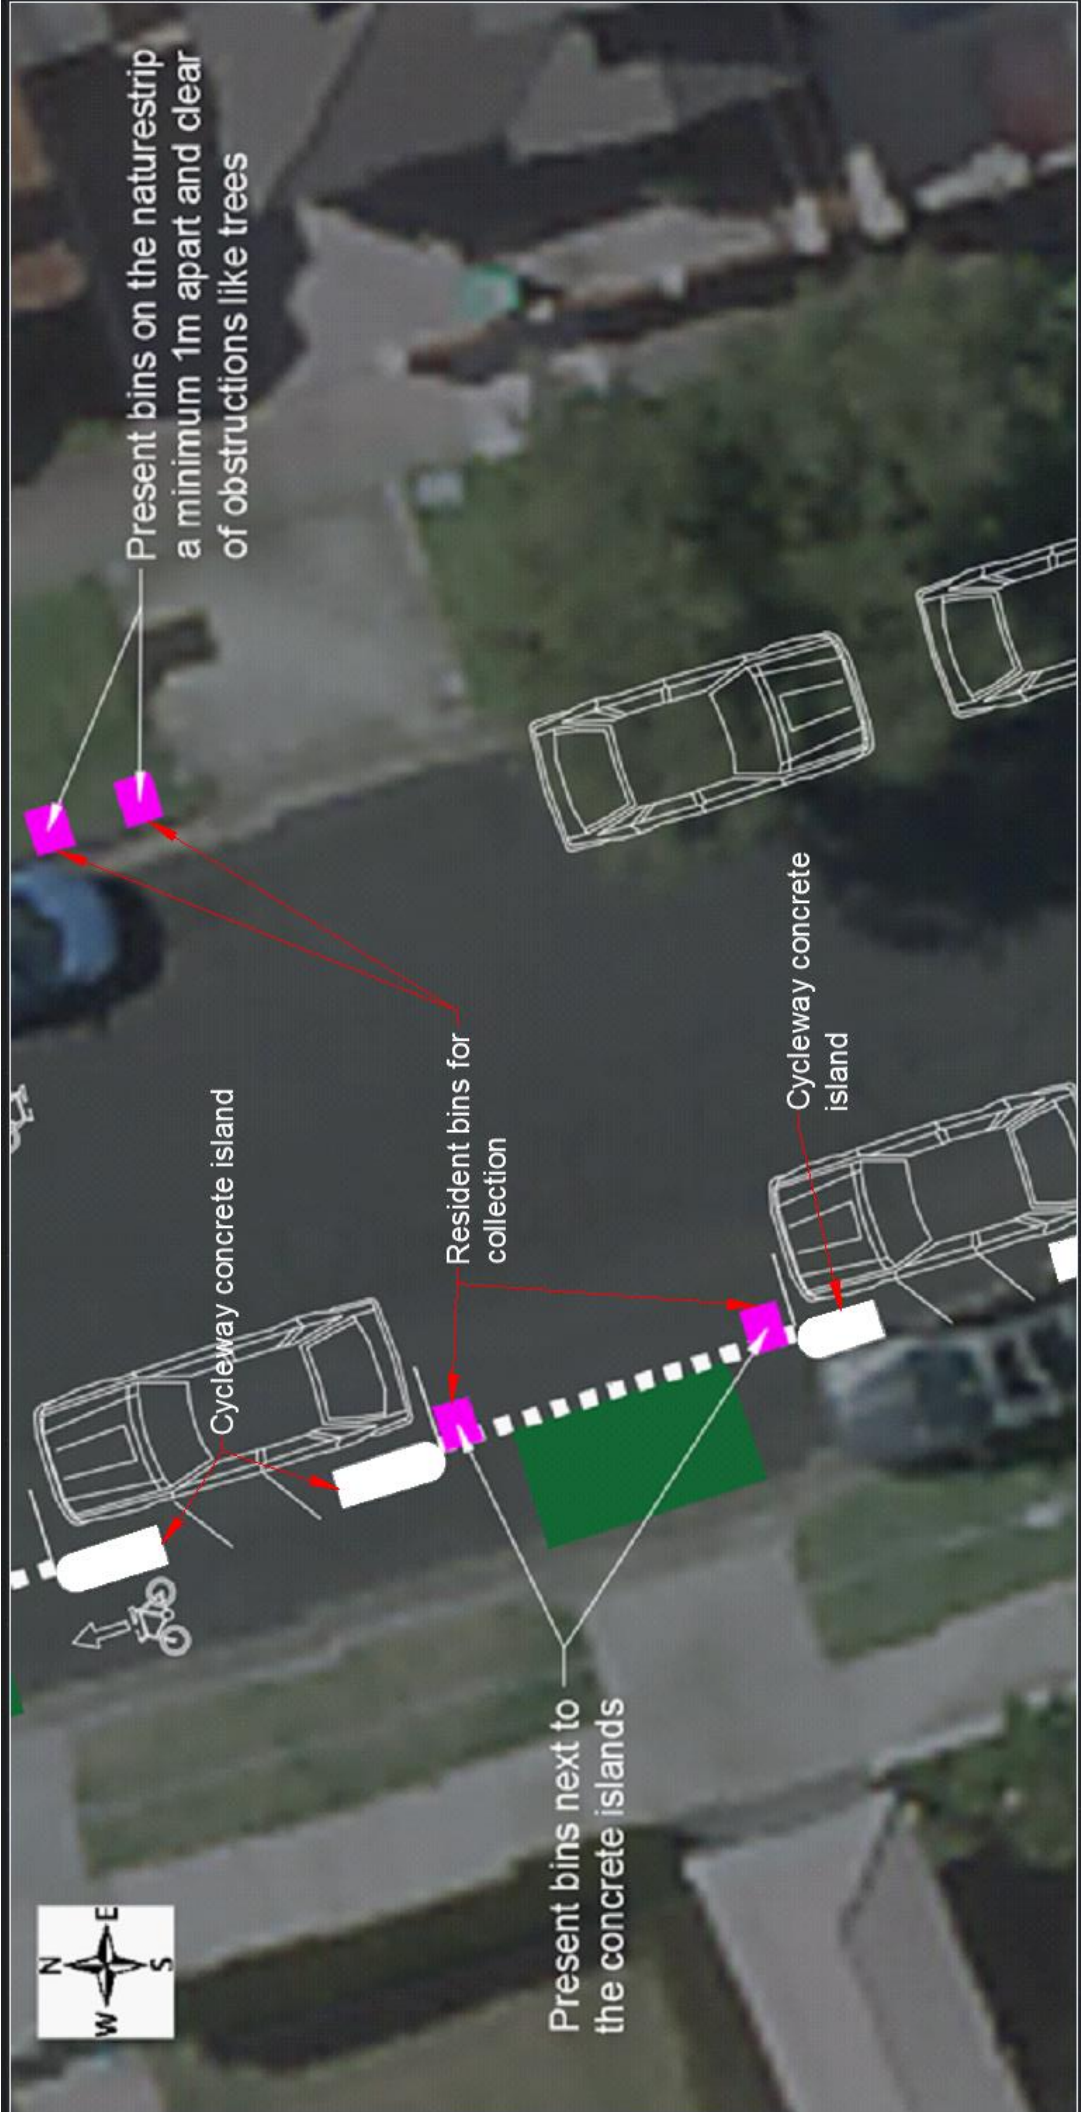 Present bins on the naturestrip
a minimum 1m apart and clear
of obstructions like trees
Cycleway concrete island
Resident bins for
collection
Cycleway concrete
island
Present bins next to
the concrete islands
N
W
E
S